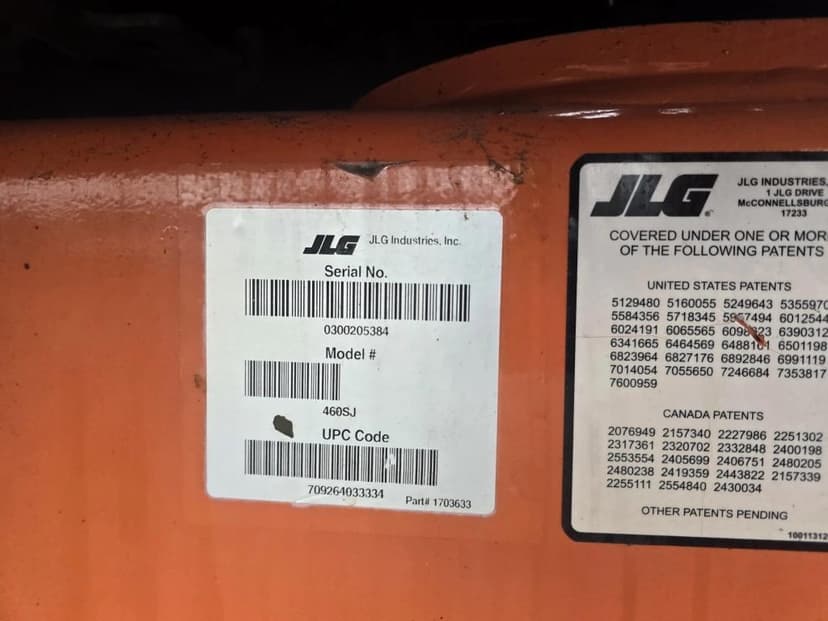 JLG JLG Industries, Inc.
Serial No.
0300205384
Model #
460SJ
UPC Code
709264033334
Part# 1703633
JLG
JLG INDUSTRIES,
1 JLG DRIVE
McCONNELLSBURG
17233
COVERED UNDER ONE OR MOR
OF THE FOLLOWING PATENTS
UNITED STATES PATENTS
5129480 5160055 5249643 5355970
5584356 5718345 6012544
6024191 6065565 6390312
6341665 6464569 6501198
6823964 6827176 6892846 6991119
7014054 7055650 7246684 7353817
7600959
CANADA PATENTS
2076949 2157340 2227986 2251302
2317361 2320702 2332848 2400198
2553554 2405699 2406751 2480205
2480238 2419359 2443822 2157339
2255111 2554840 2430034
OTHER PATENTS PENDING
10011312